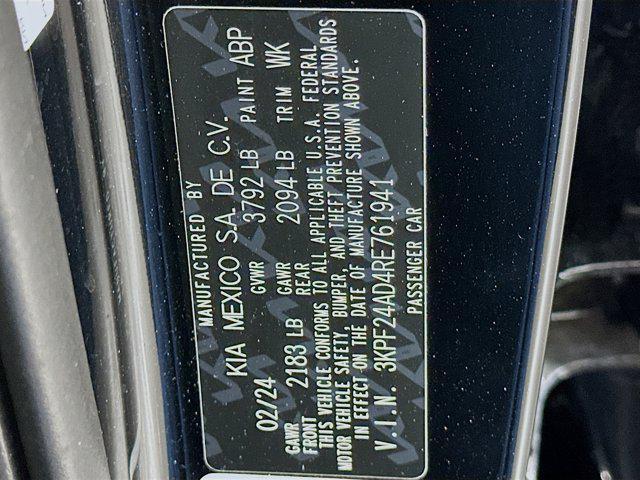 MANUFACTURED BY
KIA MEXICO S.A. DE C.V.
02/24 GVWR 3792 LB PAINT ABP
GAWR FRONT 2183 LB GAWR REAR 2094 LB TRIM WK
THIS VEHICLE CONFORMS TO ALL APPLICABLE U.S.A. FEDERAL
MOTOR VEHICLE SAFETY, BUMPER, AND THEFT PREVENTION STANDARDS
IN EFFECT ON THE DATE OF MANUFACTURE SHOWN ABOVE.
V.I.N. 3KPF24AD4RE761941
PASSENGER CAR